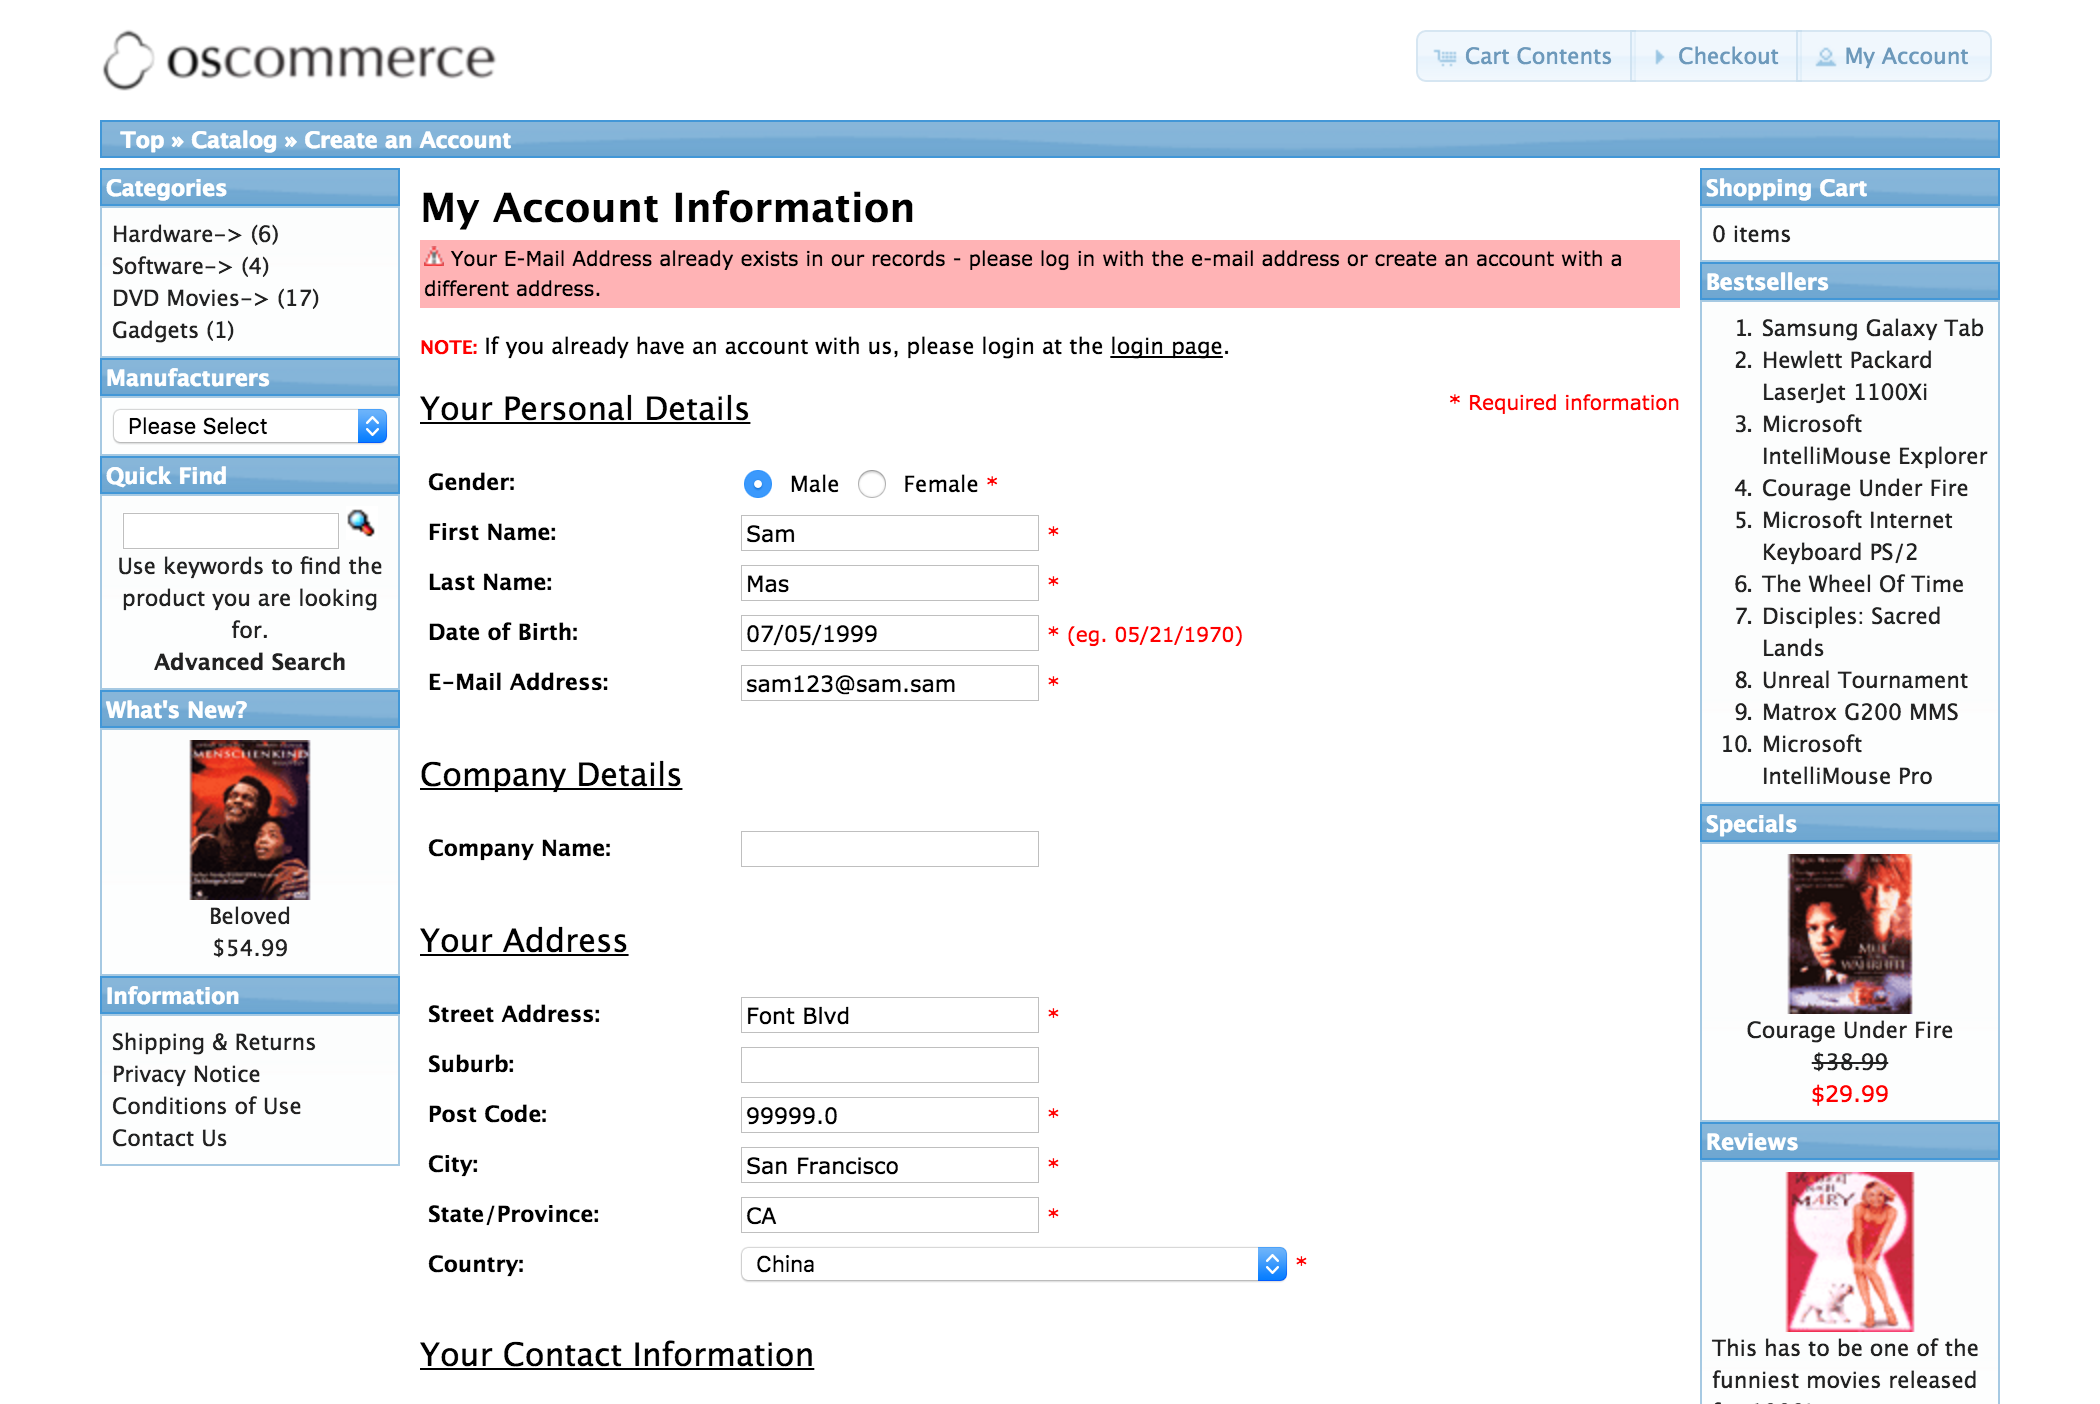 oscommerce
Cart Contents
Checkout
My Account
Top » Catalog » Create an Account
Categories
Hardware-> (6)
Software-> (4)
DVD Movies-> (17)
Gadgets (1)
Manufacturers
Please Select
Quick Find
Use keywords to find the
product you are looking
for.
Advanced Search
What's New?
MENSCHENKIND
Beloved
$54.99
Information
Shipping & Returns
Privacy Notice
Conditions of Use
Contact Us
My Account Information
Your E-Mail Address already exists in our records - please log in with the e-mail address or create an account with a
different address.
NOTE: If you already have an account with us, please login at the login page.
Your Personal Details
* Required information
Gender: Male Female *
First Name: Sam *
Last Name: Mas *
Date of Birth: 07/05/1999 * (eg. 05/21/1970)
E-Mail Address: sam123@sam.sam *
Company Details
Company Name:
Your Address
Street Address: Font Blvd *
Suburb:
Post Code: 99999.0 *
City: San Francisco *
State/Province: CA *
Country: China *
Your Contact Information
Shopping Cart
0 items
Bestsellers
1. Samsung Galaxy Tab
2. Hewlett Packard
LaserJet 1100Xi
3. Microsoft
IntelliMouse Explorer
4. Courage Under Fire
5. Microsoft Internet
Keyboard PS/2
6. The Wheel Of Time
7. Disciples: Sacred
Lands
8. Unreal Tournament
9. Matrox G200 MMS
10. Microsoft
IntelliMouse Pro
Specials
Courage Under Fire
$38.99
$29.99
Reviews
MARY
This has to be one of the
funniest movies released